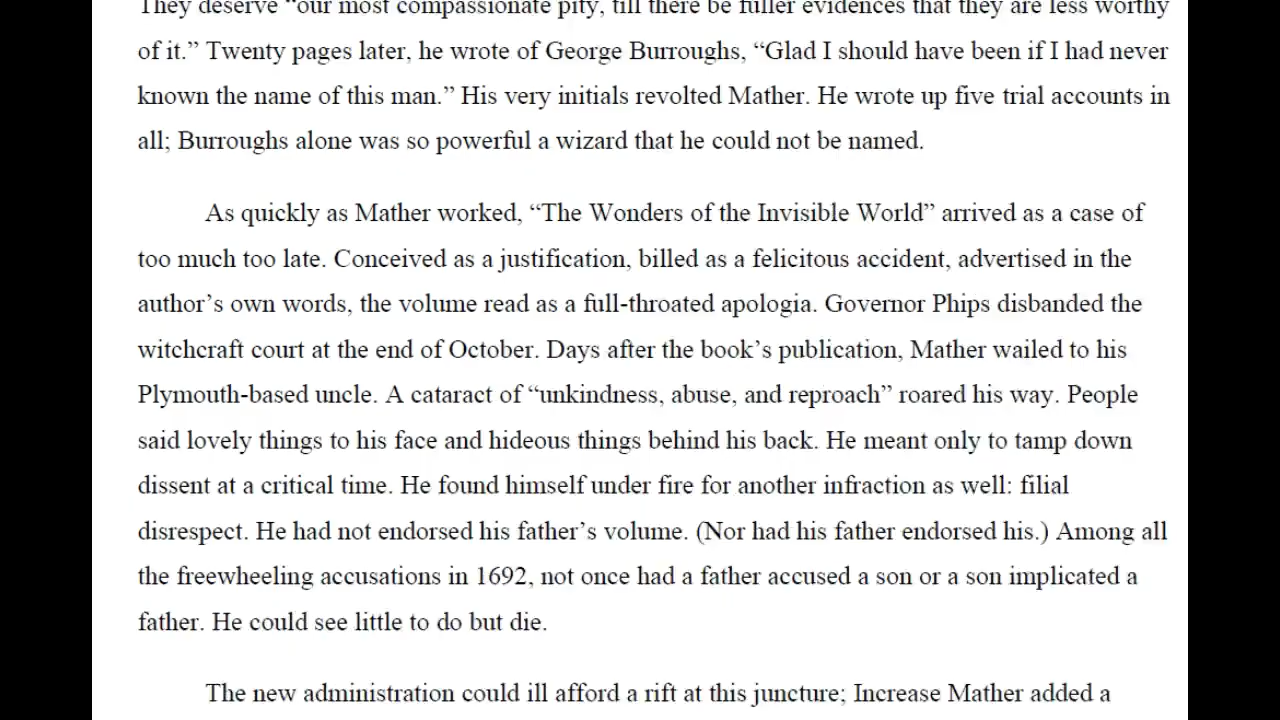 They deserve “our most compassionate pity, till there be fuller evidences that they are less worthy
of it.” Twenty pages later, he wrote of George Burroughs, “Glad I should have been if I had never
known the name of this man.” His very initials revolted Mather. He wrote up five trial accounts in
all; Burroughs alone was so powerful a wizard that he could not be named.
As quickly as Mather worked, “The Wonders of the Invisible World” arrived as a case of
too much too late. Conceived as a justification, billed as a felicitous accident, advertised in the
author’s own words, the volume read as a full-throated apologia. Governor Phips disbanded the
witchcraft court at the end of October. Days after the book’s publication, Mather wailed to his
Plymouth-based uncle. A cataract of “unkindness, abuse, and reproach” roared his way. People
said lovely things to his face and hideous things behind his back. He meant only to tamp down
dissent at a critical time. He found himself under fire for another infraction as well: filial
disrespect. He had not endorsed his father’s volume. (Nor had his father endorsed his.) Among all
the freewheeling accusations in 1692, not once had a father accused a son or a son implicated a
father. He could see little to do but die.
The new administration could ill afford a rift at this juncture; Increase Mather added a